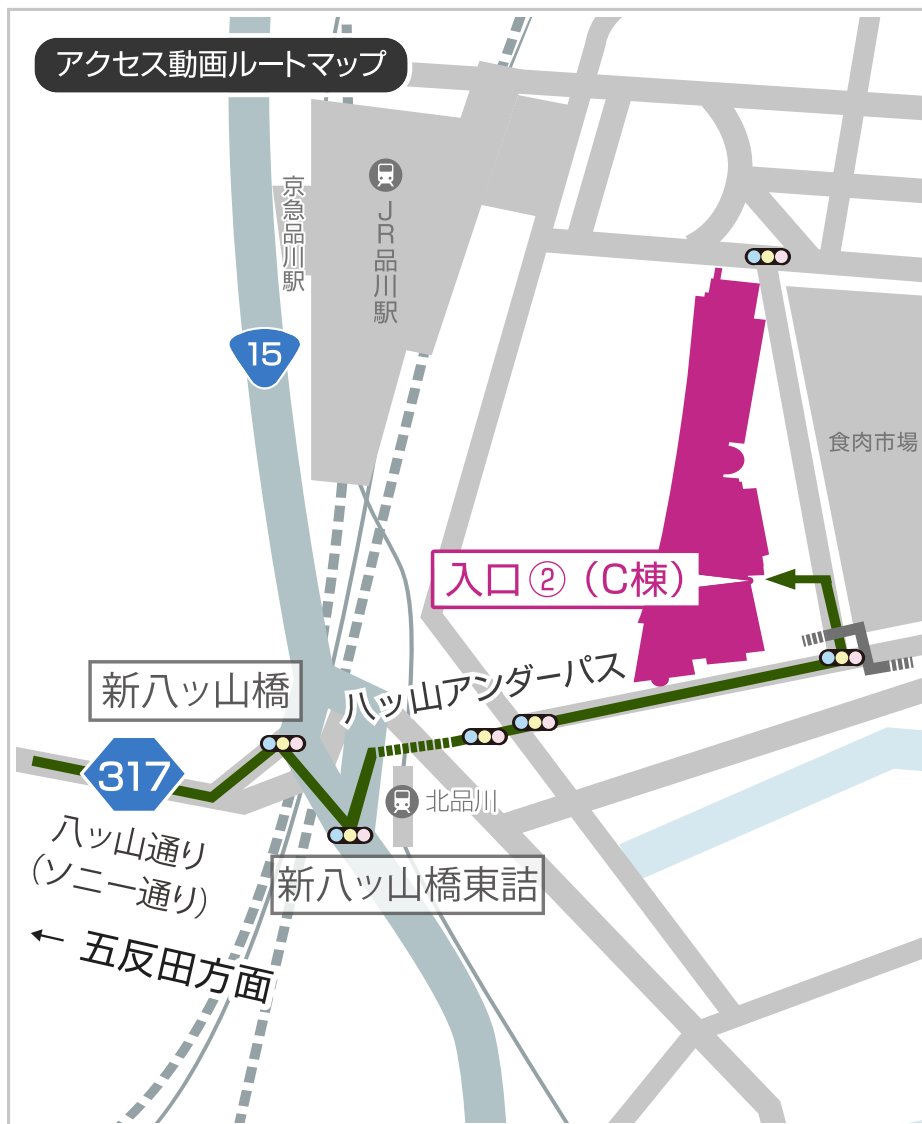 アクセス動画ルートマップ
京急品川駅
JR品川駅
15
食肉市場
入口②（C棟）
八ッ山アンダーパス
新八ッ山橋
317
北品川
八ッ山通り
（ソニー通り）
新八ッ山橋東詰
← 五反田方面